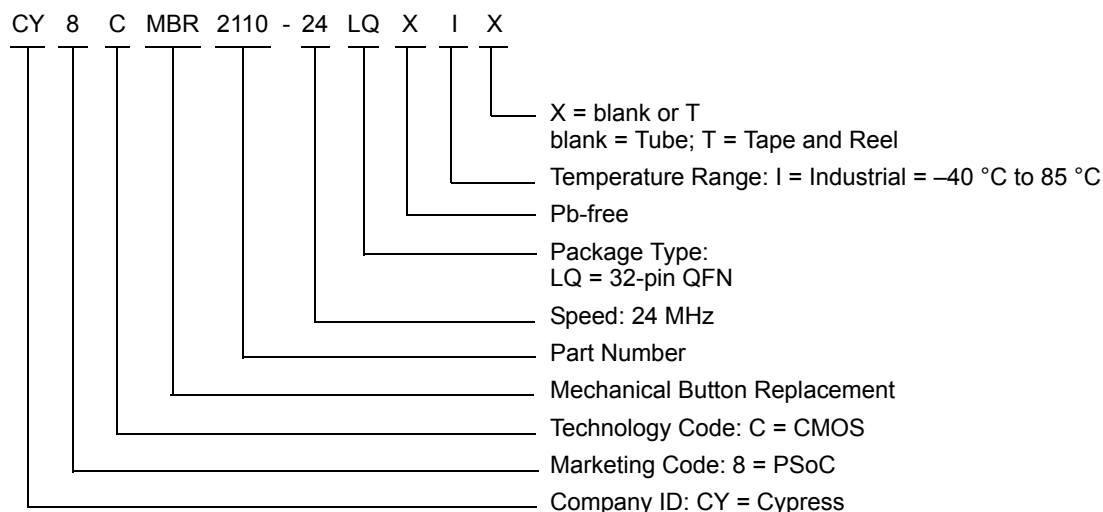 CY 8 C MBR 2110 - 24 LQ X I X
X = blank or T
blank = Tube; T = Tape and Reel
Temperature Range: I = Industrial = –40 °C to 85 °C
Pb-free
Package Type:
LQ = 32-pin QFN
Speed: 24 MHz
Part Number
Mechanical Button Replacement
Technology Code: C = CMOS
Marketing Code: 8 = PSoC
Company ID: CY = Cypress